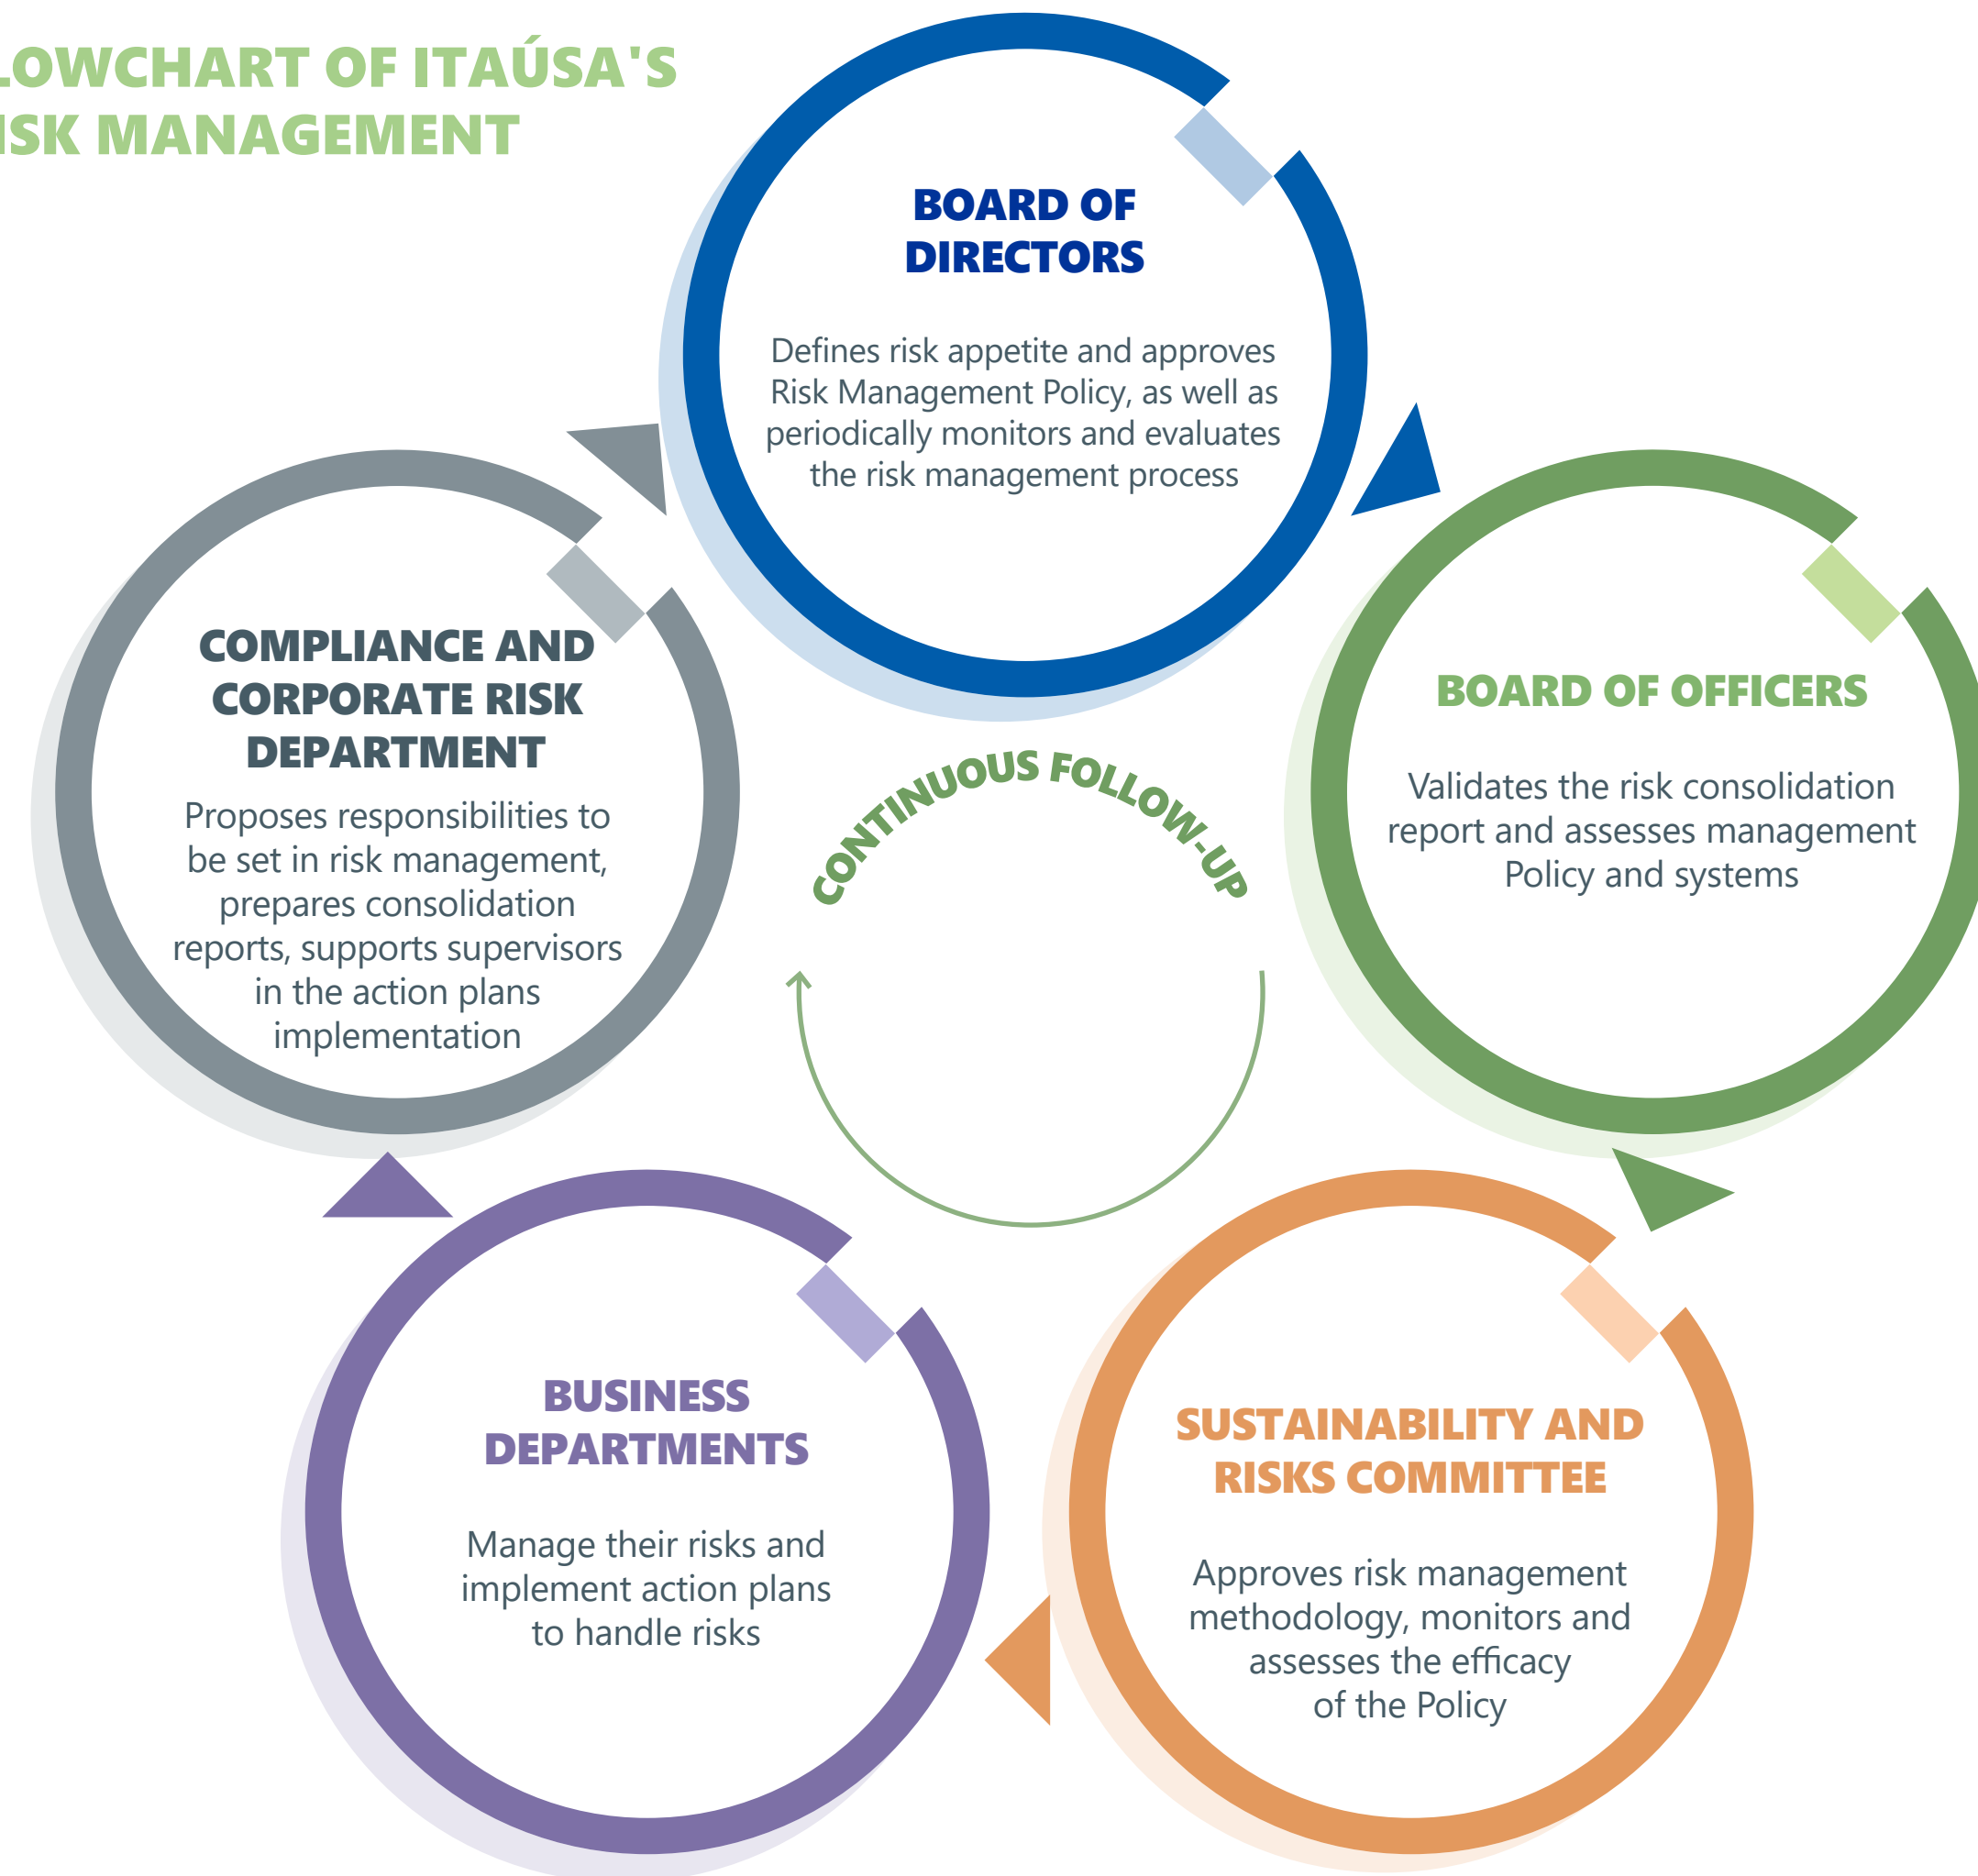 LOWCHART OF ITAÚSA'S
ISK MANAGEMENT
BOARD OF
DIRECTORS
Defines risk appetite and approves
Risk Management Policy, as well as
periodically monitors and evaluates
the risk management process
COMPLIANCE AND
CORPORATE RISK
DEPARTMENT
Proposes responsibilities to
be set in risk management,
prepares consolidation
reports, supports supervisors
in the action plans
implementation
CONTINUOUS FOLLOW-UP
BOARD OF OFFICERS
Validates the risk consolidation
report and assesses management
Policy and systems
BUSINESS
DEPARTMENTS
Manage their risks and
implement action plans
to handle risks
SUSTAINABILITY AND
RISKS COMMITTEE
Approves risk management
methodology, monitors and
assesses the efficacy
of the Policy